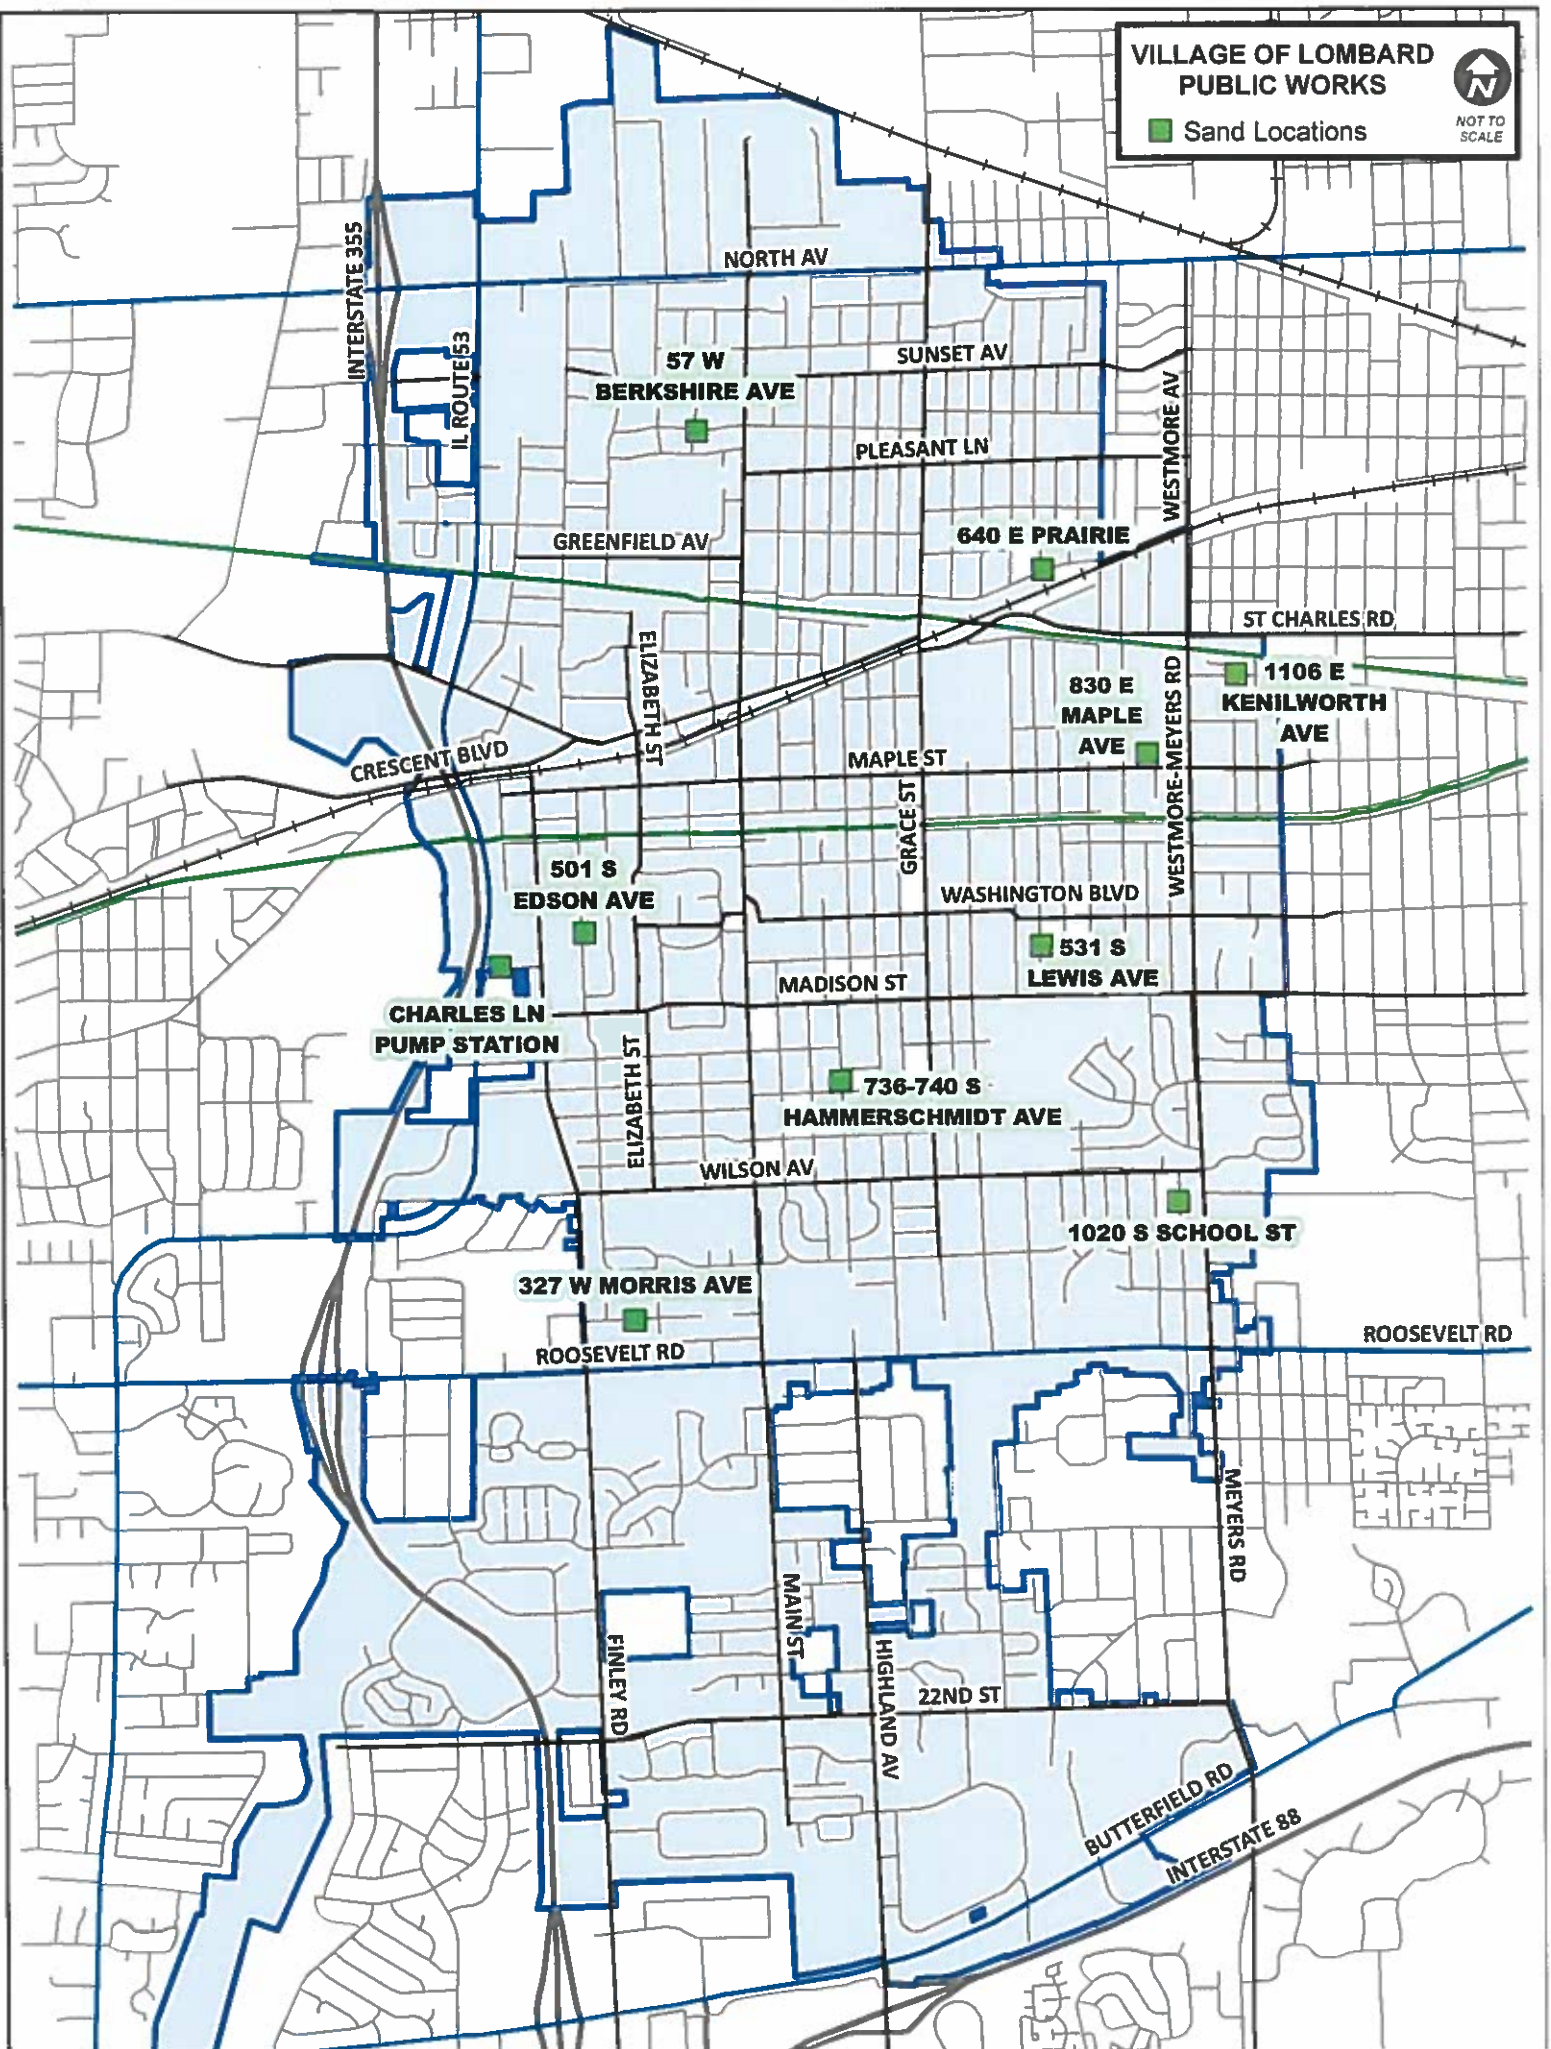 VILLAGE OF LOMBARD
PUBLIC WORKS
Sand Locations
N
NOT TO
SCALE
INTERSTATE 355
NORTH AV
IL ROUTE 53
57 W
BERKSHIRE AVE
SUNSET AV
WESTMORE AV
PLEASANT LN
640 E PRAIRIE
GREENFIELD AV
ST CHARLES RD
ELIZABETH ST
830 E
MAPLE
AVE
WESTMORE-MEYERS RD
1106 E
KENILWORTH
AVE
CRESCENT BLVD
MAPLE ST
GRACE ST
501 S
EDSON AVE
WASHINGTON BLVD
531 S
LEWIS AVE
MADISON ST
CHARLES LN
PUMP STATION
ELIZABETH ST
736-740 S
HAMMERSCHMIDT AVE
WILSON AV
1020 S SCHOOL ST
327 W MORRIS AVE
ROOSEVELT RD
ROOSEVELT RD
MEYERS RD
MAIN ST
FINLEY RD
HIGHLAND AV
22ND ST
BUTTERFIELD RD
INTERSTATE 88